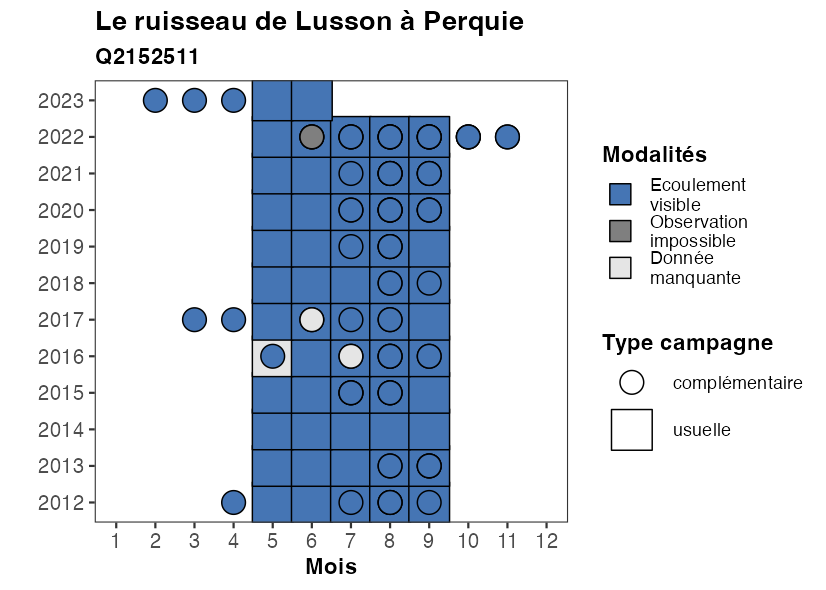 Le ruisseau de Lusson à Perquie
Q2152511
2023
2022
2021
2020
2019
2018
2017
2016
2015
2014
2013
2012
1 2 3 4 5 6 7 8 9 10 11 12
Mois
Modalités
Ecoulement
visible
Observation
impossible
Donnée
manquante
Type campagne
complémentaire
usuelle